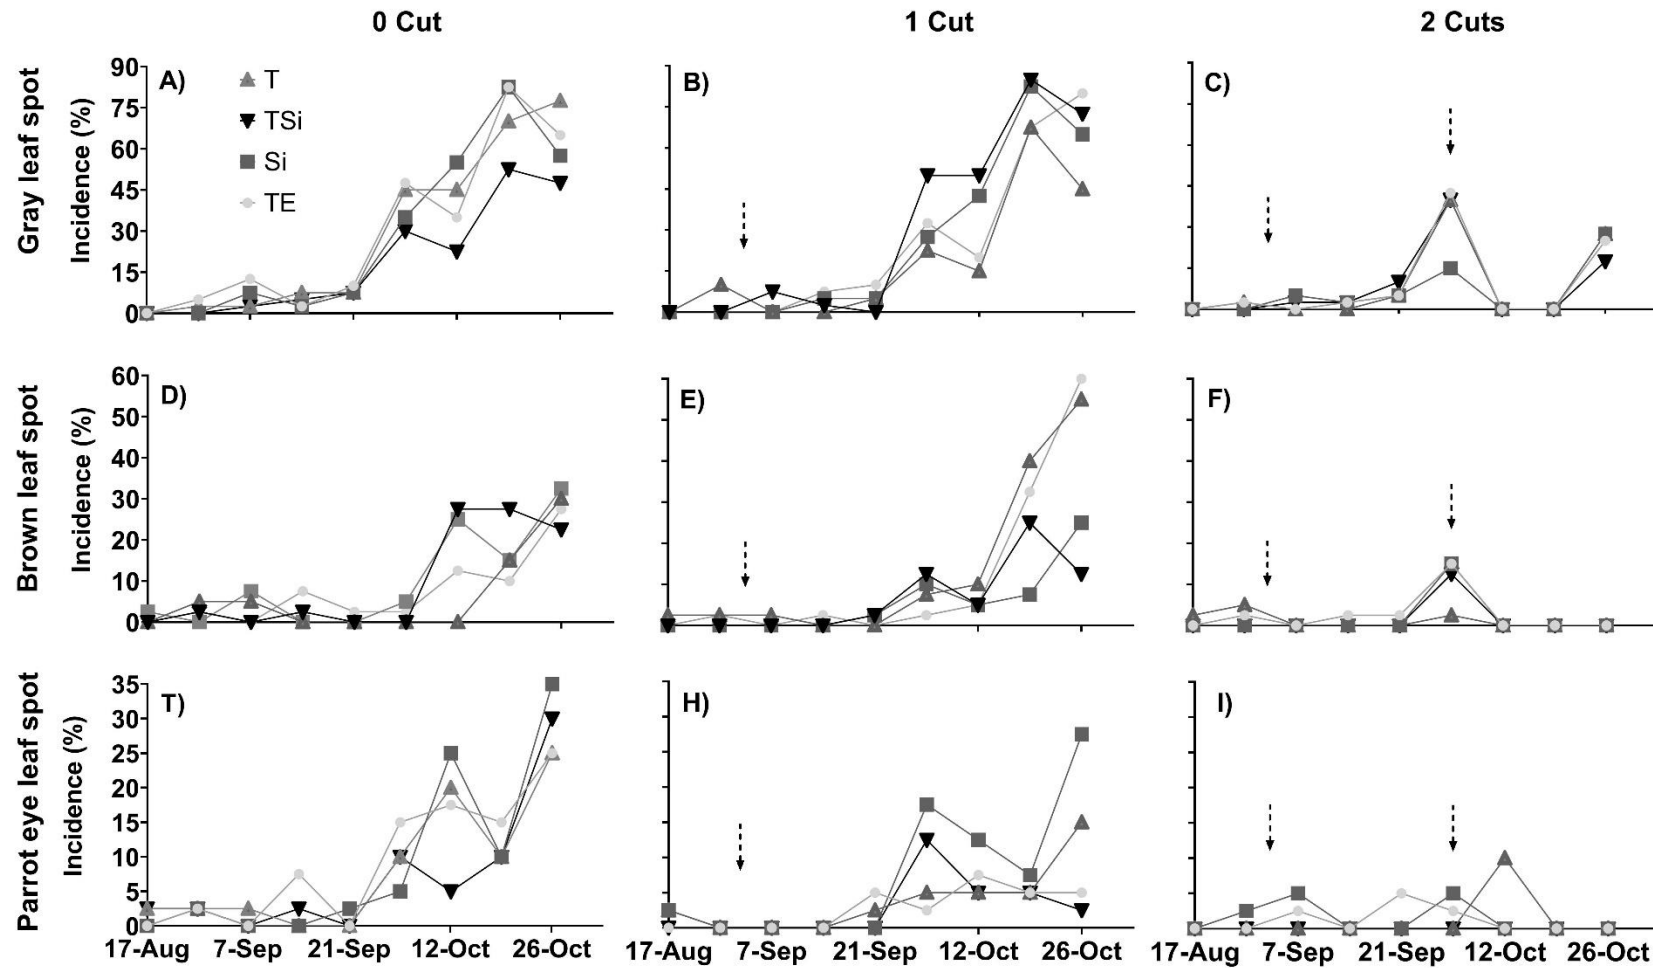 0 Cut
1 Cut
2 Cuts
Gray leaf spot
Incidence (%)
90
75
60
45
30
15
0
A)
T
TSi
Si
TE
B)
C)
Brown leaf spot
Incidence (%)
60
50
40
30
20
10
0
D)
E)
F)
Parrot eye leaf spot
Incidence (%)
35
30
25
20
15
10
5
0
T)
H)
I)
17-Aug 7-Sep 21-Sep 12-Oct 26-Oct
17-Aug 7-Sep 21-Sep 12-Oct 26-Oct
17-Aug 7-Sep 21-Sep 12-Oct 26-Oct